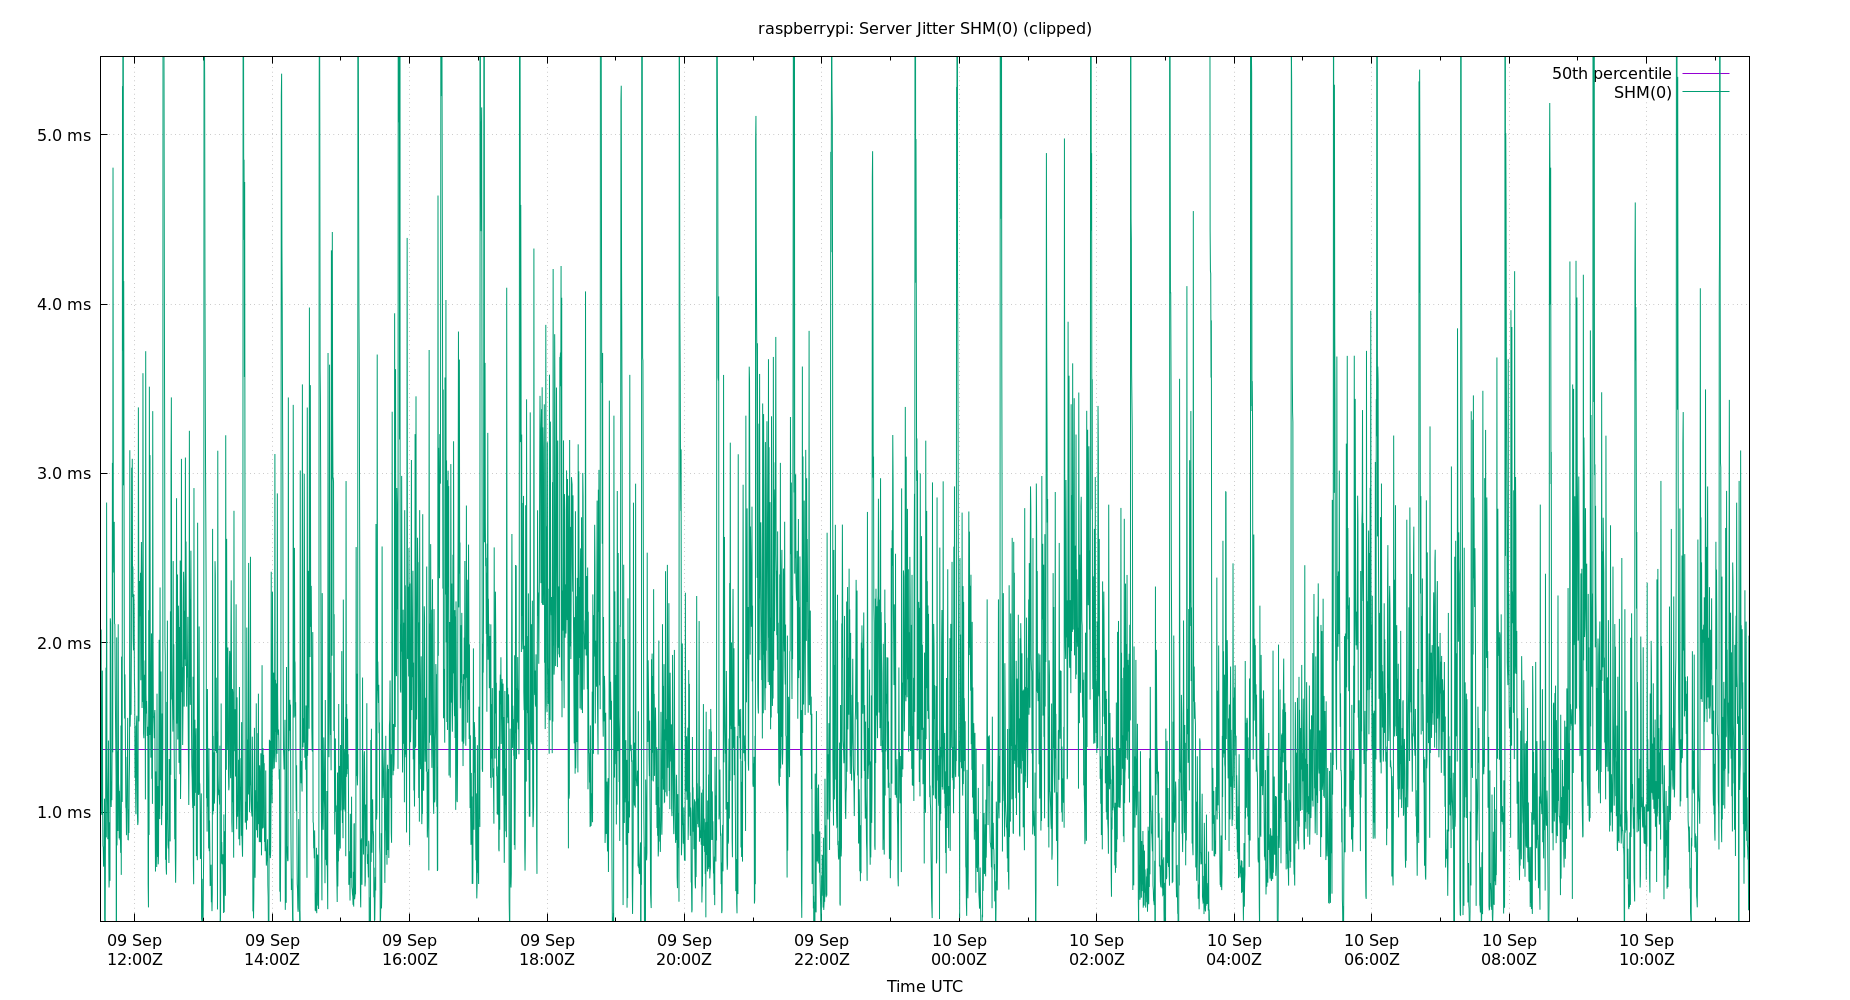 raspberrypi: Server Jitter SHM(0) (clipped)
50th percentile
SHM(0)
5.0 ms
4.0 ms
3.0 ms
2.0 ms
1.0 ms
09 Sep 09 Sep 09 Sep 09 Sep 09 Sep 09 Sep 10 Sep 10 Sep 10 Sep 10 Sep 10 Sep 10 Sep
12:00Z 14:00Z 16:00Z 18:00Z 20:00Z 22:00Z 00:00Z 02:00Z 04:00Z 06:00Z 08:00Z 10:00Z
Time UTC